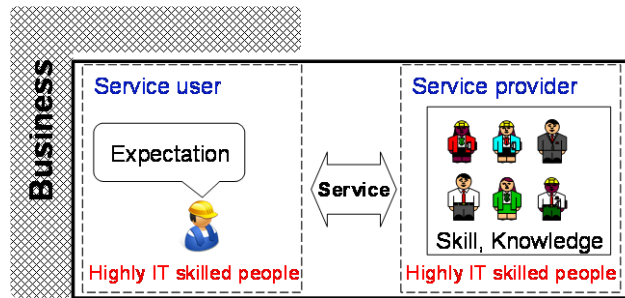 Business
Service user
Service provider
Expectation
Service
Skill, Knowledge
Highly IT skilled people
Highly IT skilled people